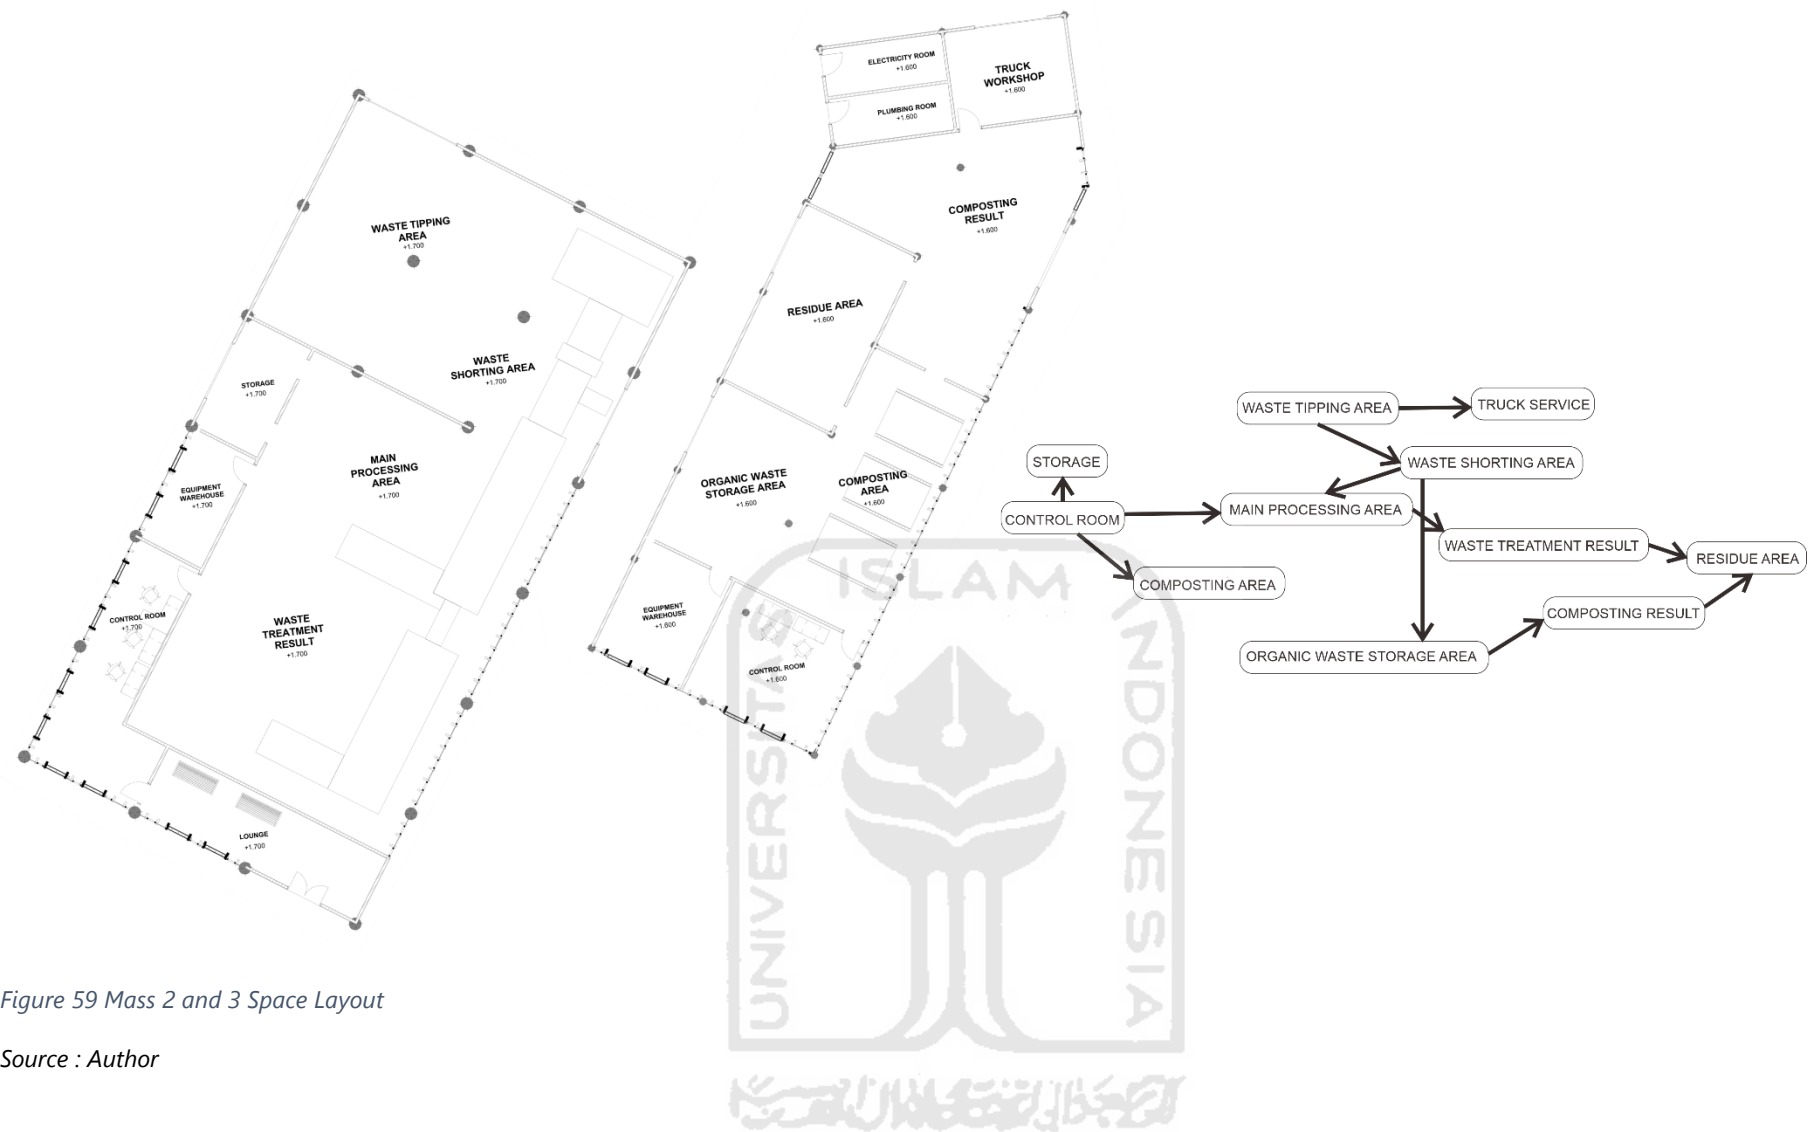 ELECTRICITY ROOM
+1.600
TRUCK
WORKSHOP
+1.600
PLUMBING ROOM
+1.600
COMPOSTING
RESULT
+1.600
RESIDUE AREA
+1.600
ORGANIC WASTE
STORAGE AREA
+1.600
COMPOSTING
AREA
+1.600
EQUIPMENT
WAREHOUSE
+1.600
CONTROL ROOM
+1.600
WASTE TIPPING
AREA
+1.700
WASTE
SHORTING AREA
+1.700
STORAGE
+1.700
MAIN
PROCESSING
AREA
+1.700
EQUIPMENT
WAREHOUSE
+1.700
CONTROL ROOM
+1.700
WASTE
TREATMENT
RESULT
+1.700
LOUNGE
+1.700
WASTE TIPPING AREA
TRUCK SERVICE
STORAGE
WASTE SHORTING AREA
CONTROL ROOM
MAIN PROCESSING AREA
WASTE TREATMENT RESULT
RESIDUE AREA
COMPOSTING AREA
COMPOSTING RESULT
ORGANIC WASTE STORAGE AREA
UNIVERSITAS
ISLAM
INDONESIA
Figure 59 Mass 2 and 3 Space Layout
Source : Author